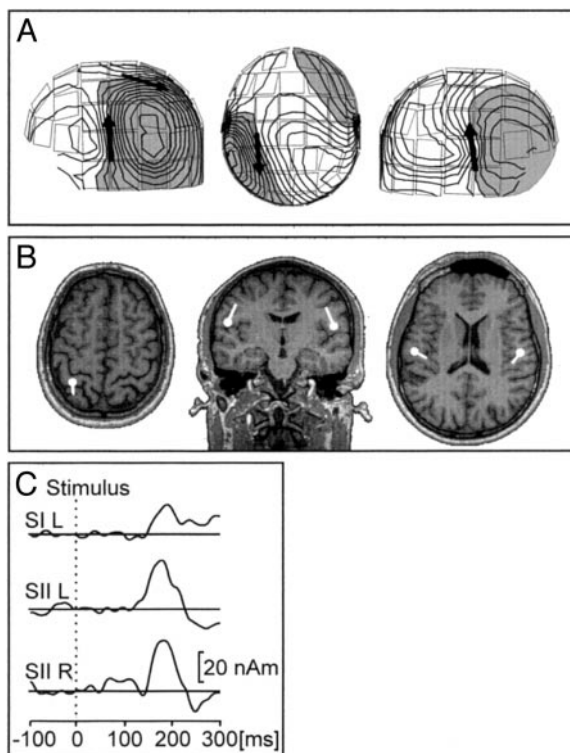 A
B
C
Stimulus
SI L
SII L
SII R
20 nAm
-100 0 100 200 300[ms]